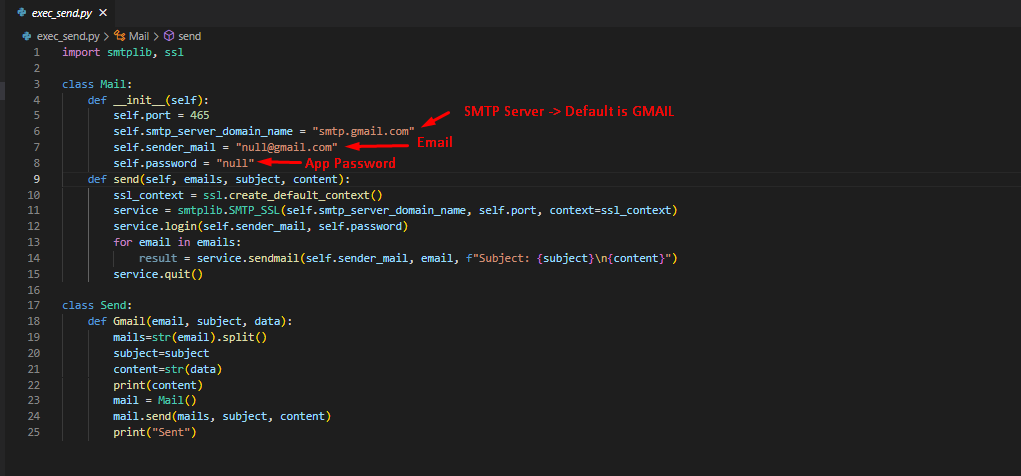 exec_send.py ✕
exec_send.py > Mail > send
1 import smtplib, ssl
2
3 class Mail:
4     def __init__(self):
5         self.port = 465
SMTP Server -> Default is GMAIL
6         self.smtp_server_domain_name = "smtp.gmail.com"
7         self.sender_mail = "null@gmail.com" Email
8         self.password = "null" App Password
9     def send(self, emails, subject, content):
10         ssl_context = ssl.create_default_context()
11         service = smtplib.SMTP_SSL(self.smtp_server_domain_name, self.port, context=ssl_context)
12         service.login(self.sender_mail, self.password)
13         for email in emails:
14             result = service.sendmail(self.sender_mail, email, f"Subject: {subject}\n{content}")
15         service.quit()
16
17 class Send:
18     def Gmail(email, subject, data):
19         mails=str(email).split()
20         subject=subject
21         content=str(data)
22         print(content)
23         mail = Mail()
24         mail.send(mails, subject, content)
25         print("Sent")